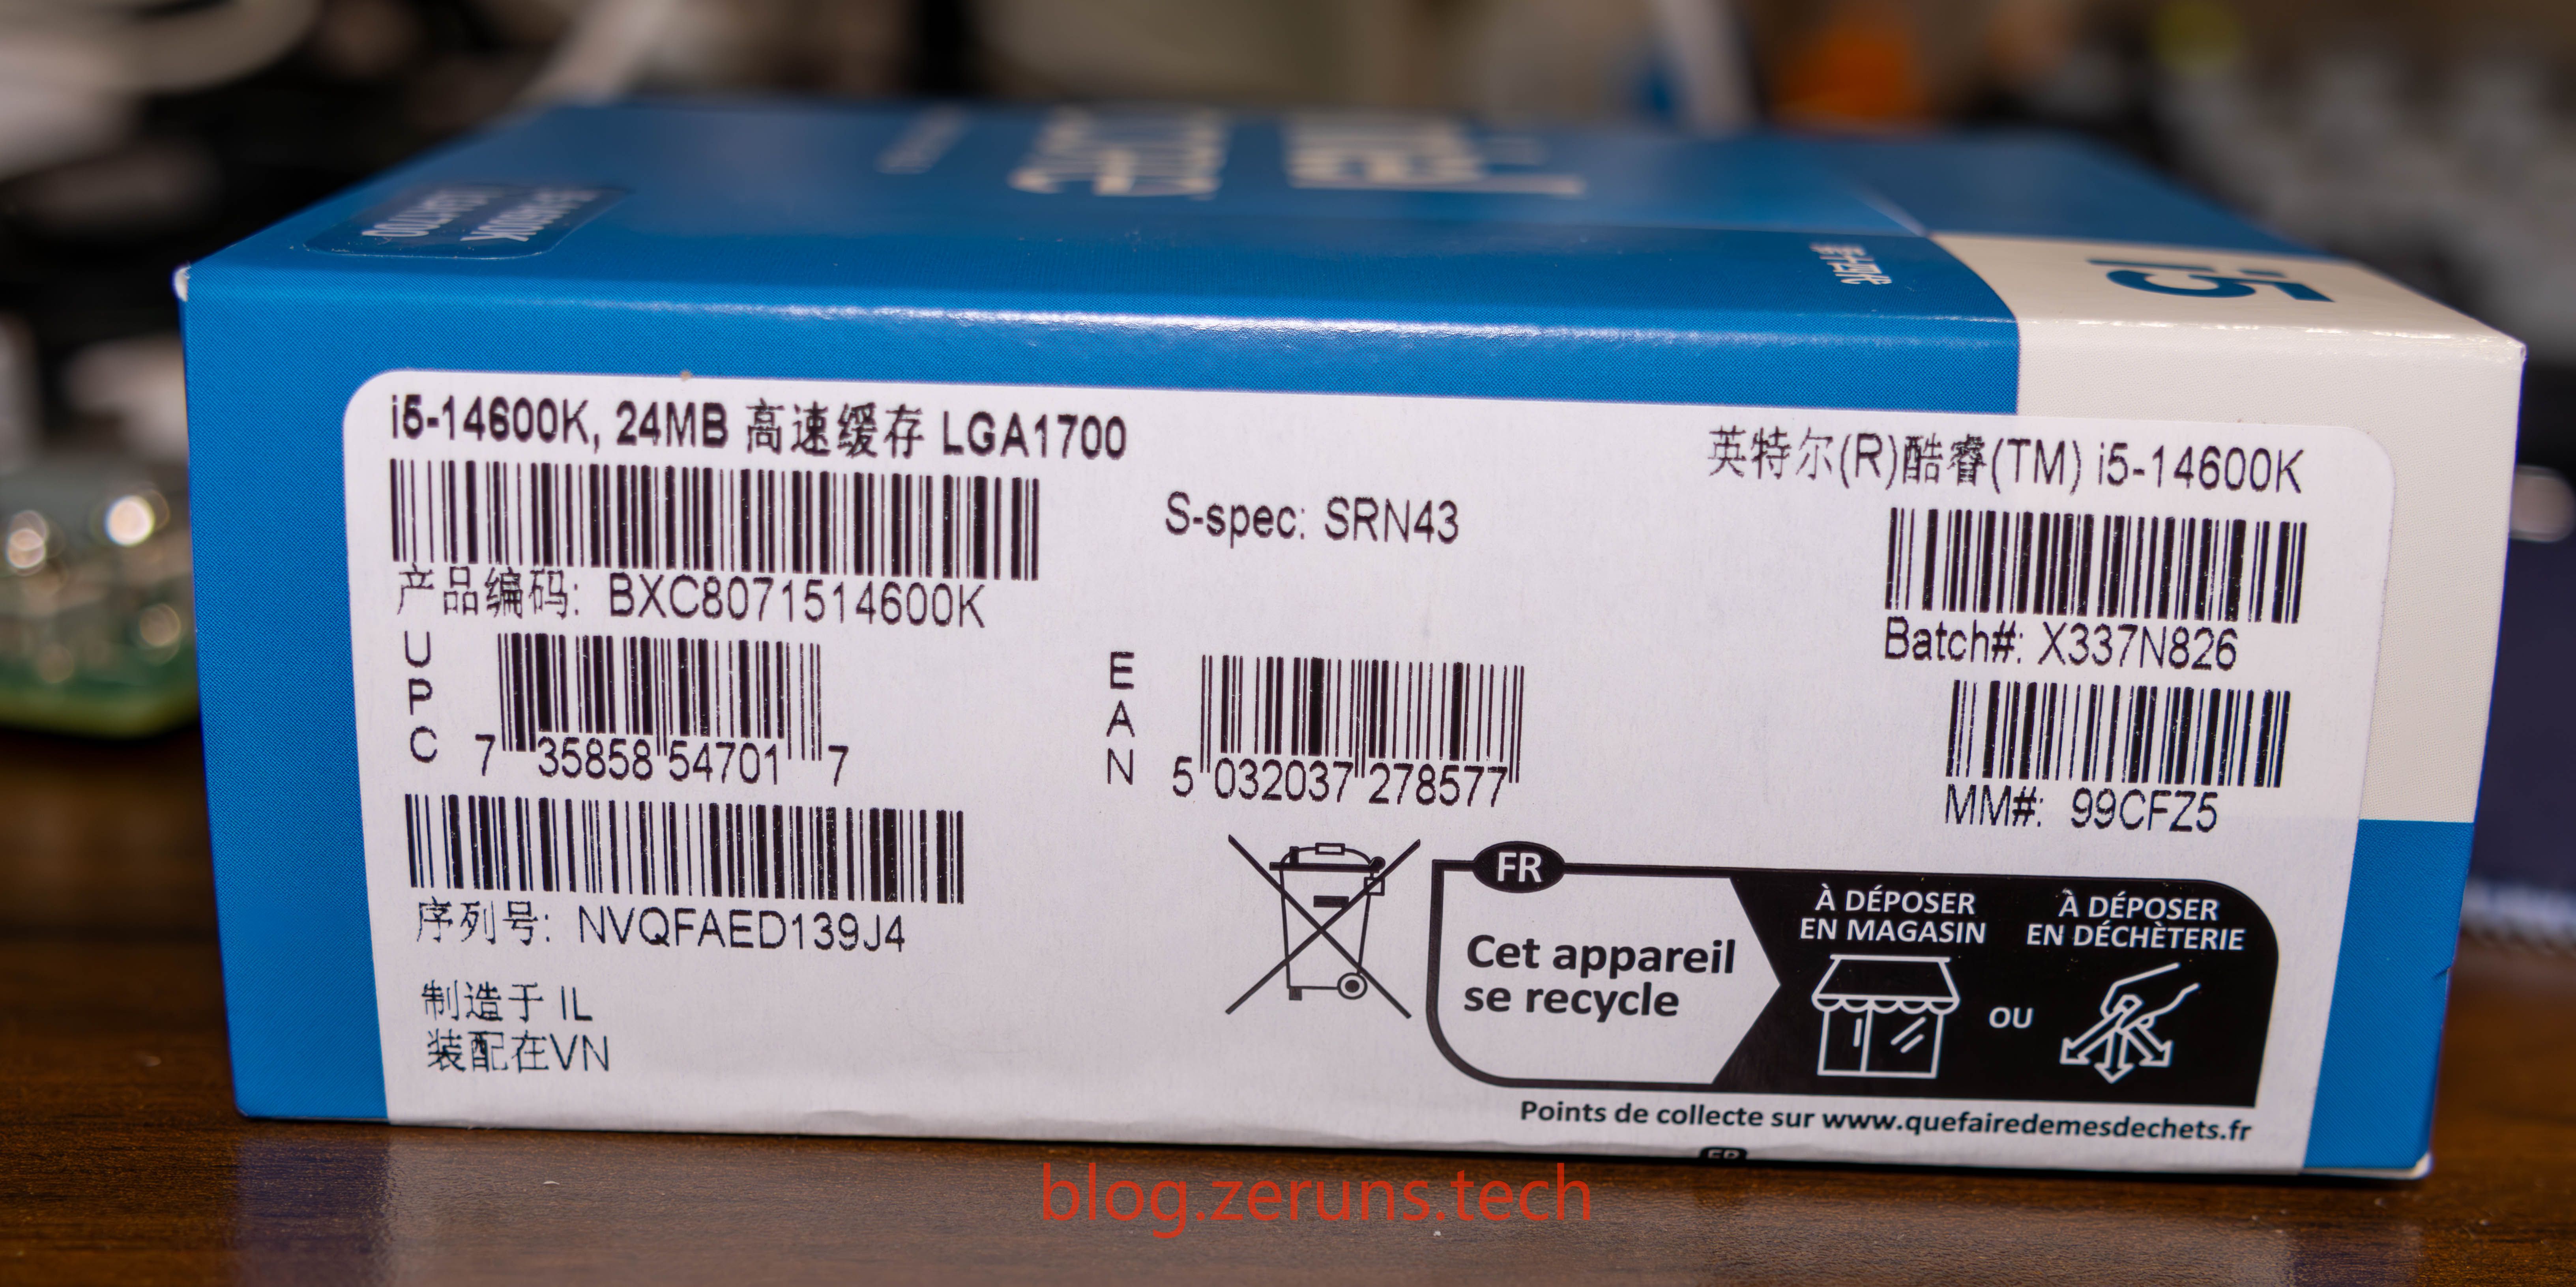 i5
i5-14600K, 24MB 高速缓存 LGA1700
产品编码: BXC8071514600K
UPC
7 35858 54701 7
序列号: NVQFAED139J4
制造于 IL
装配在VN
S-spec: SRN43
EAN
5 032037 278577
英特尔(R)酷睿(TM) i5-14600K
Batch#: X337N826
MM#: 99CFZ5
FR
Cet appareil
se recycle
À DÉPOSER
EN MAGASIN
OU
À DÉPOSER
EN DÉCHÈTERIE
Points de collecte sur www.quefairedemesdechets.fr
blog.zeruns.tech